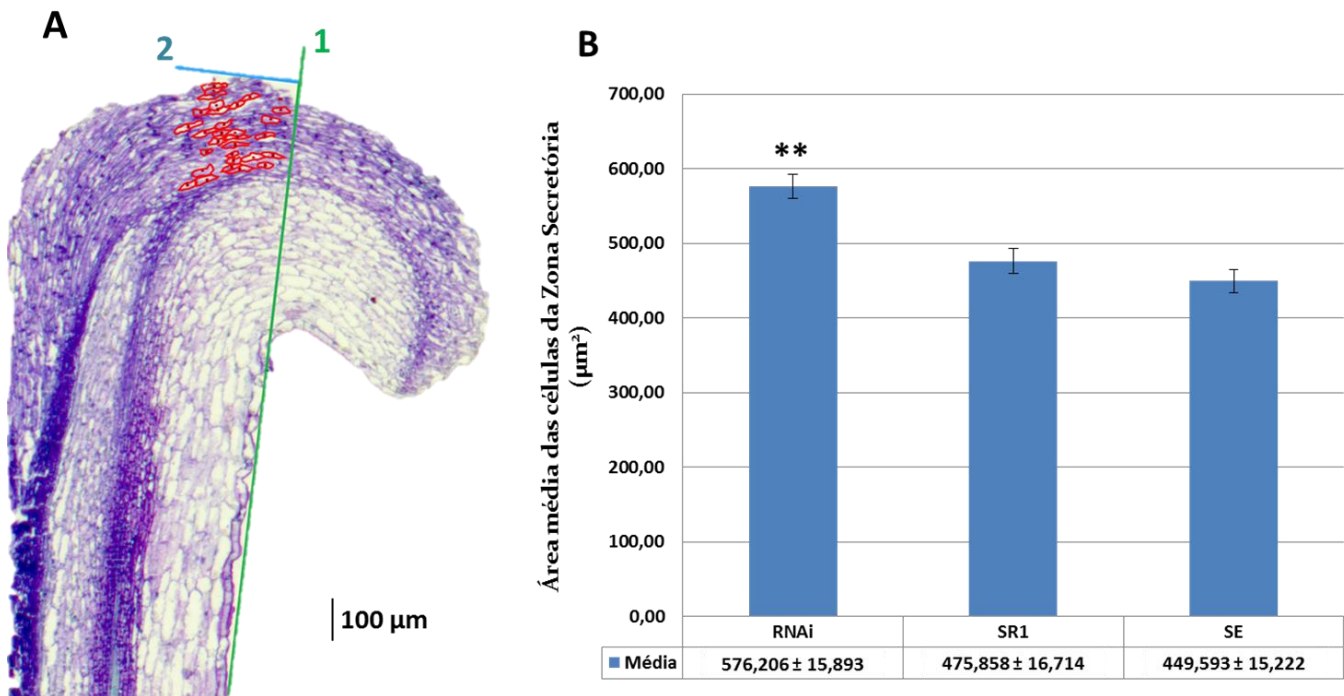 A
2
1
100 µm
B
Área média das células da Zona Secretória
(µm²)
700,00
600,00
500,00
400,00
300,00
200,00
100,00
0,00
**
RNAi SR1 SE
Média 576,206 ± 15,893 475,858 ± 16,714 449,593 ± 15,222